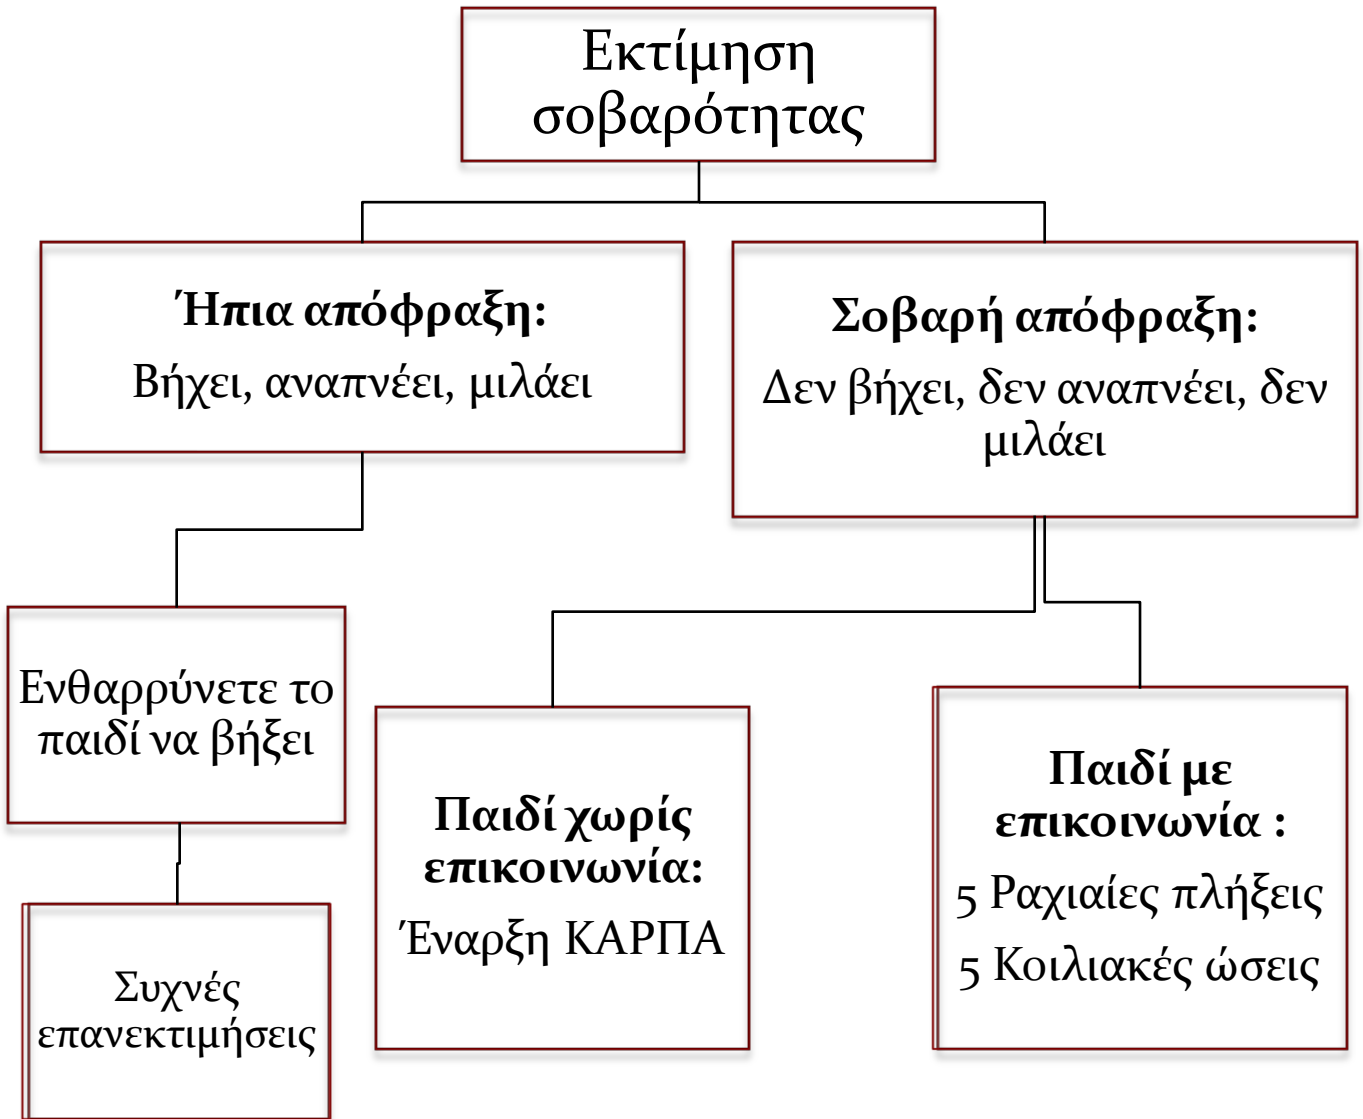 Εκτίμηση
σοβαρότητας
Ήπια απόφραξη:
Βήχει, αναπνέει, μιλάει
Σοβαρή απόφραξη:
Δεν βήχει, δεν αναπνέει, δεν
μιλάει
Ενθαρρύνετε το
παιδί να βήξει
Συχνές
επανεκτιμήσεις
Παιδί χωρίς
επικοινωνία:
Έναρξη ΚΑΡΠΑ
Παιδί με
επικοινωνία :
5 Ραχιαίες πλήξεις
5 Κοιλιακές ώσεις